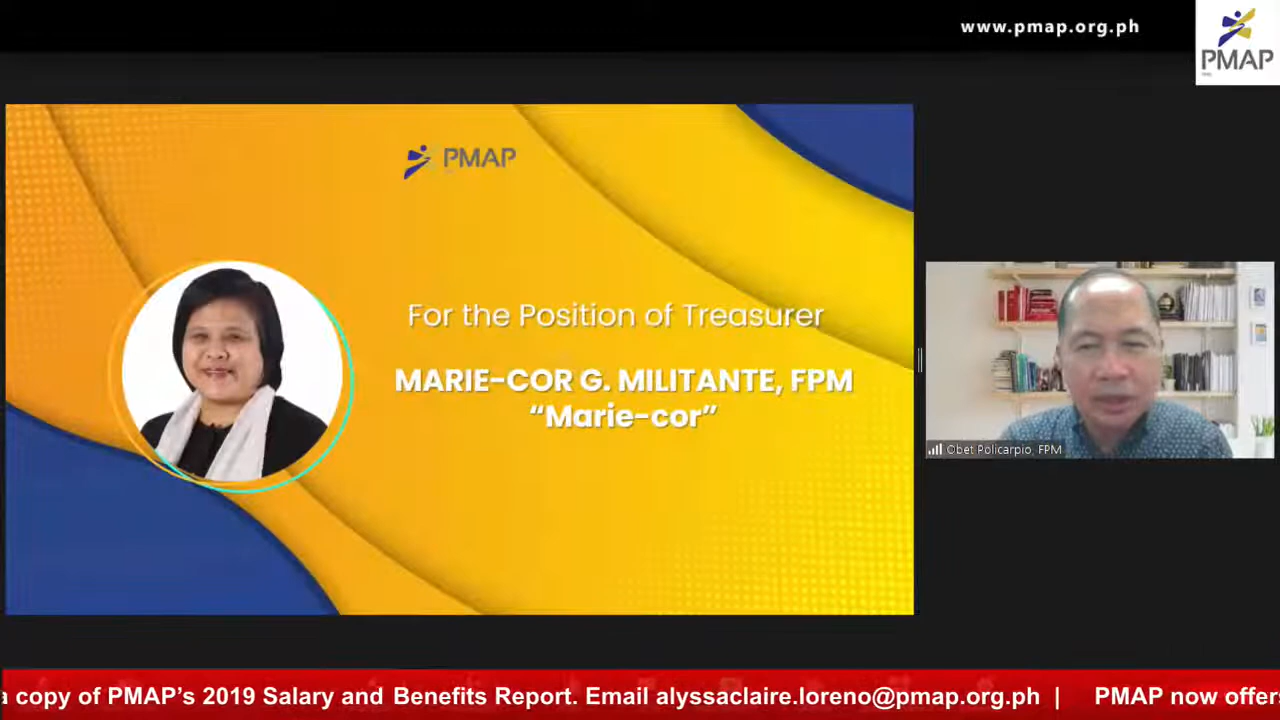 www.pmap.org.ph
PMAP
PMAP
For the Position of Treasurer
MARIE-COR G. MILITANTE, FPM
“Marie-cor”
Obet Policarpio, FPM
a copy of PMAP’s 2019 Salary and Benefits Report. Email alyssaclaire.loreno@pmap.org.ph | PMAP now offers